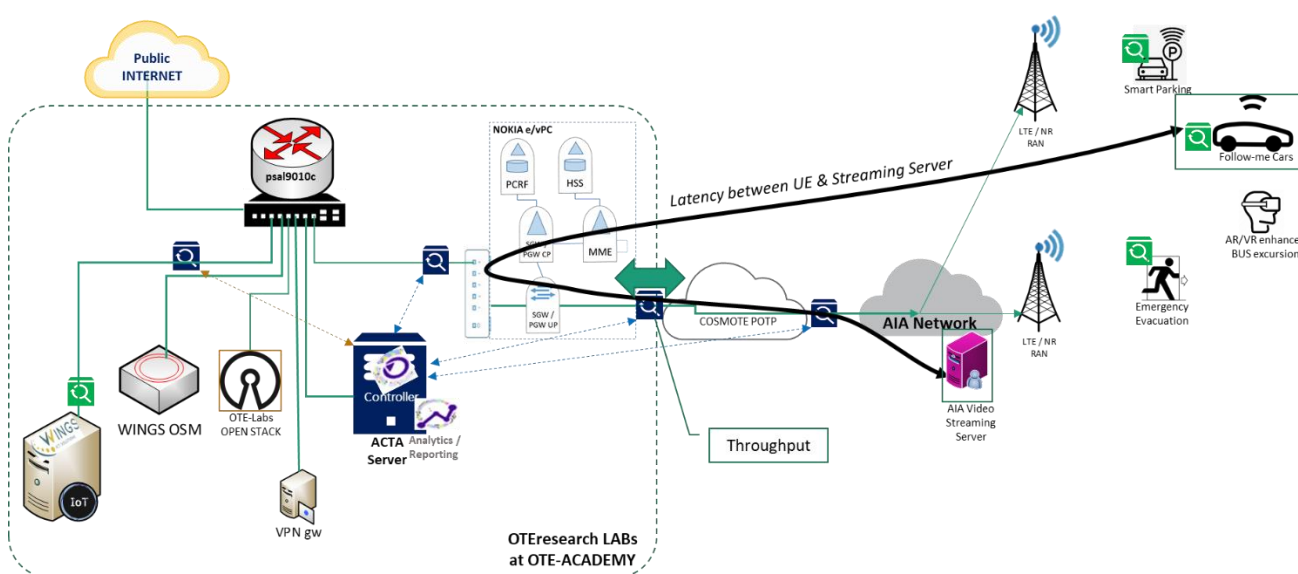 Public
INTERNET
psal9010c
NOKIA e/vPC
PCRF
HSS
SGW /
PGW CP
MME
SGW /
PGW UP
Latency between UE & Streaming Server
LTE / NR
RAN
P
Smart Parking
Follow-me Cars
AR/VR enhance
BUS excursion
Emergency
Evacuation
LTE / NR
RAN
COSMOTE POTP
AIA Network
AIA Video
Streaming
Server
Throughput
Controller
ACTA
Server
Analytics /
Reporting
WINGS OSM
OTE-Labs
OPEN STACK
WINGS
IoT
VPN gw
OTEresearch LABs
at OTE-ACADEMY